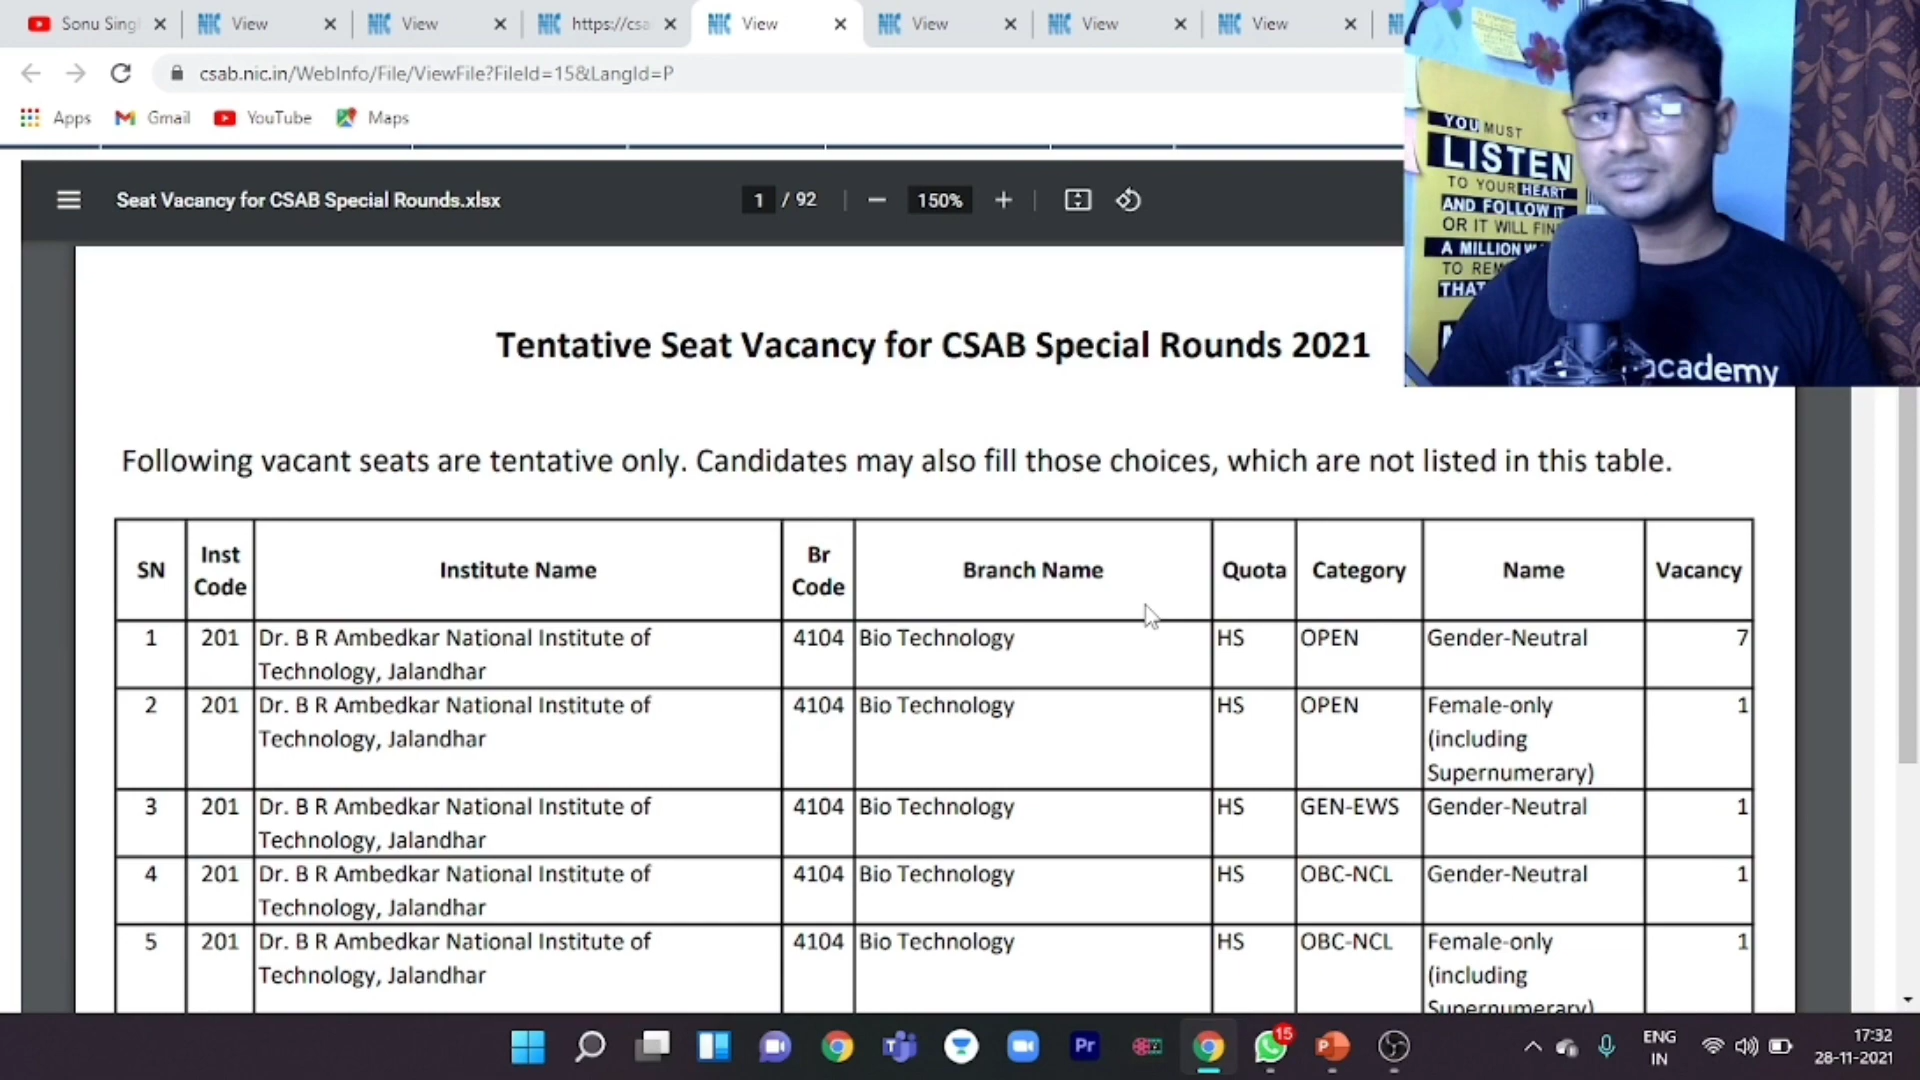 Sonu Sing
View
View
https://csa
View
View
View
View
csab.nic.in/WebInfo/File/ViewFile?FileId=15&LangId=P
Apps
Gmail
YouTube
Maps
YOU MUST
LISTEN
TO YOUR HEART
AND FOLLOW IT
OR IT WILL FIN
A MILLION W
TO REM
THAT
academy
Seat Vacancy for CSAB Special Rounds.xlsx
1 / 92
150%
Tentative Seat Vacancy for CSAB Special Rounds 2021
Following vacant seats are tentative only. Candidates may also fill those choices, which are not listed in this table.
SN Inst Code Institute Name Br Code Branch Name Quota Category Name Vacancy
1 201 Dr. B R Ambedkar National Institute of 4104 Bio Technology HS OPEN Gender-Neutral 7
Technology, Jalandhar
2 201 Dr. B R Ambedkar National Institute of 4104 Bio Technology HS OPEN Female-only 1
Technology, Jalandhar (including
Supernumerary)
3 201 Dr. B R Ambedkar National Institute of 4104 Bio Technology HS GEN-EWS Gender-Neutral 1
Technology, Jalandhar
4 201 Dr. B R Ambedkar National Institute of 4104 Bio Technology HS OBC-NCL Gender-Neutral 1
Technology, Jalandhar
5 201 Dr. B R Ambedkar National Institute of 4104 Bio Technology HS OBC-NCL Female-only 1
Technology, Jalandhar (including
Supernumerary)
Pr
15
ENG
IN
17:32
28-11-2021